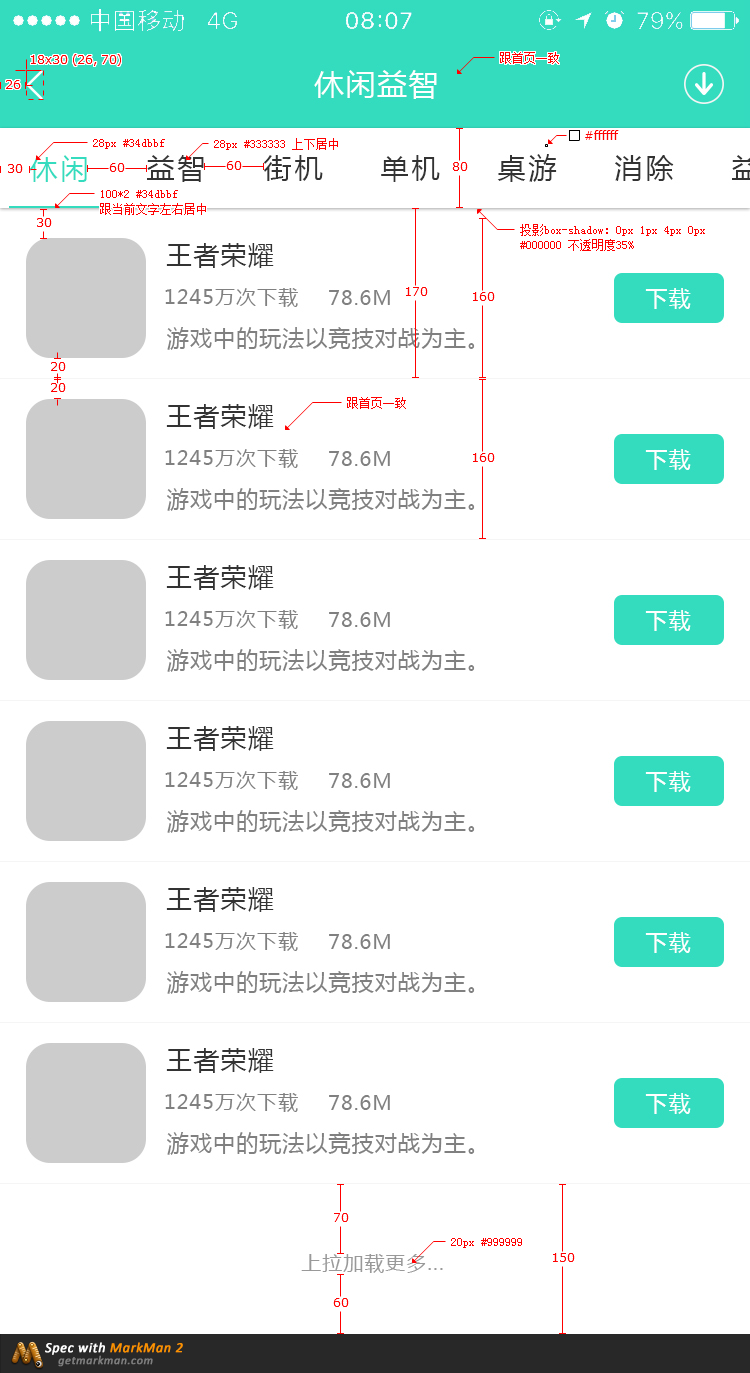 中国移动 4G 08:07 79%
18x30 (26, 70)
跟首页一致
26
休闲益智
28px #34dbbf
28px #333333 上下居中
#ffffff
30 休闲 60 益智 60 街机 单机 80 桌游 消除 益
100*2 #34dbbf
跟当前文字左右居中
30
投影box-shadow: 0px 1px 4px 0px
#000000 不透明度35%
王者荣耀
1245万次下载 78.6M 170 160 下载
游戏中的玩法以竞技对战为主。
20
20
王者荣耀 跟首页一致
1245万次下载 78.6M 160 下载
游戏中的玩法以竞技对战为主。
王者荣耀
1245万次下载 78.6M 下载
游戏中的玩法以竞技对战为主。
王者荣耀
1245万次下载 78.6M 下载
游戏中的玩法以竞技对战为主。
王者荣耀
1245万次下载 78.6M 下载
游戏中的玩法以竞技对战为主。
王者荣耀
1245万次下载 78.6M 下载
游戏中的玩法以竞技对战为主。
70
20px #999999
上拉加载更多... 150
60
Spec with MarkMan 2
getmarkman.com